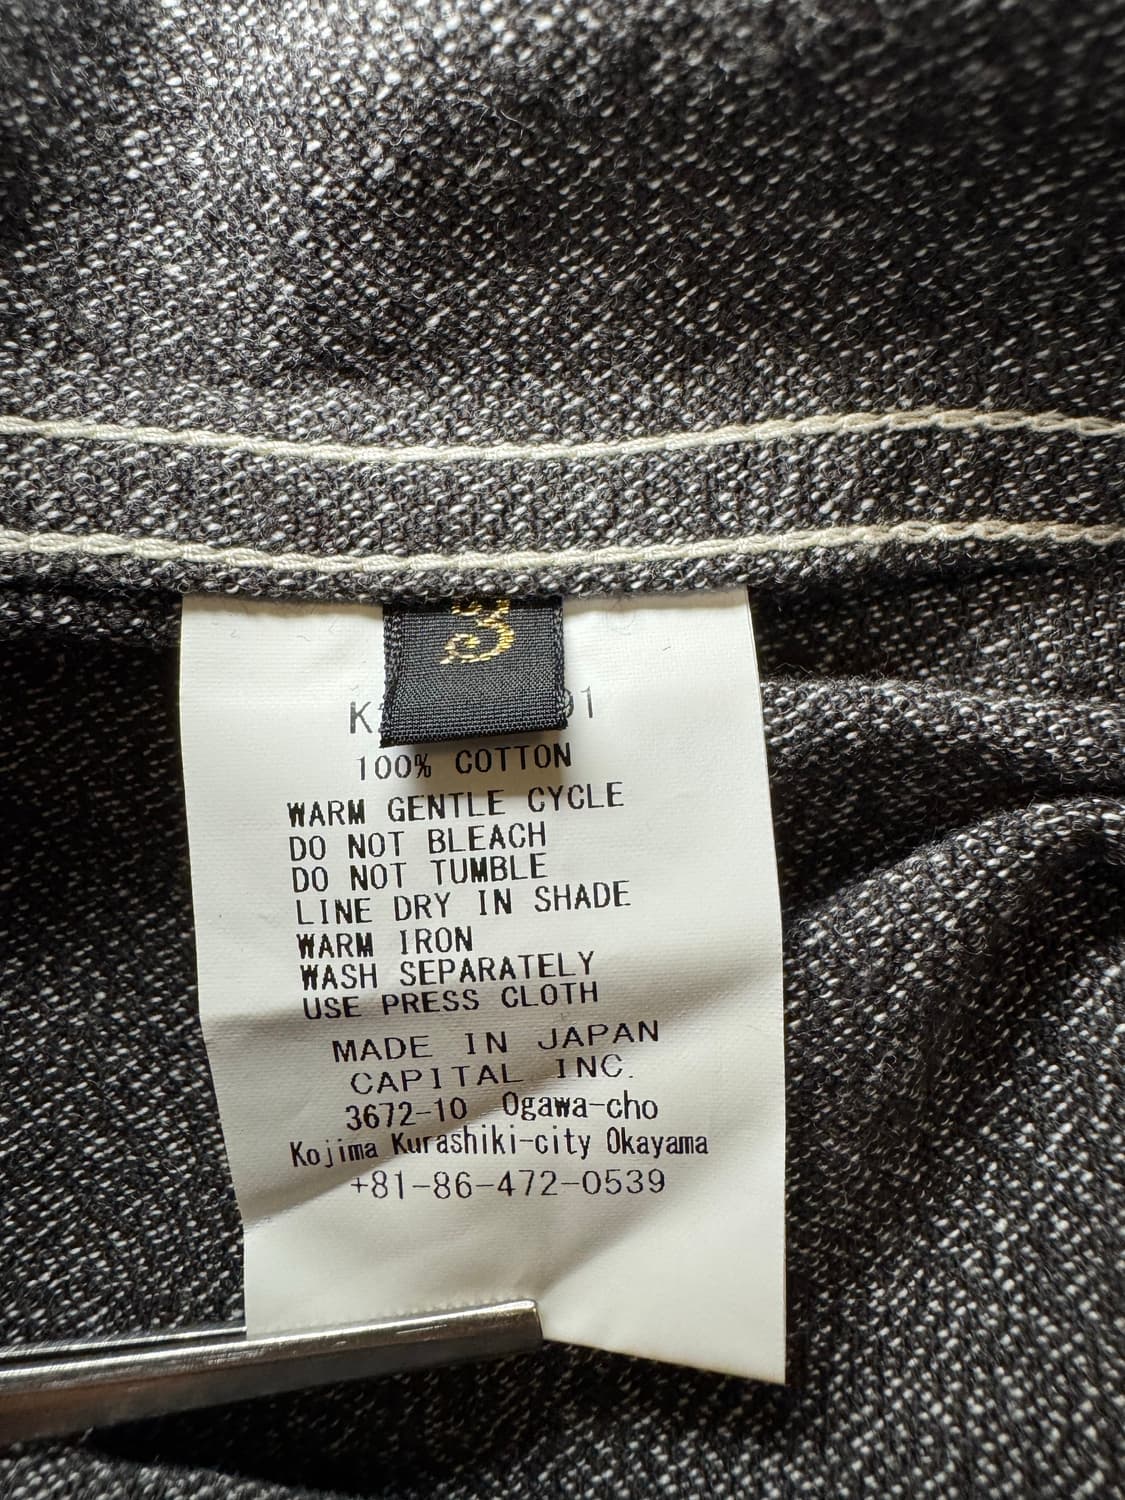 3
100% COTTON
WARM GENTLE CYCLE
DO NOT BLEACH
DO NOT TUMBLE
LINE DRY IN SHADE
WARM IRON
WASH SEPARATELY
USE PRESS CLOTH
MADE IN JAPAN
CAPITAL INC.
3672-10 Ogawa-cho
Kojima Kurashiki-city Okayama
+81-86-472-0539